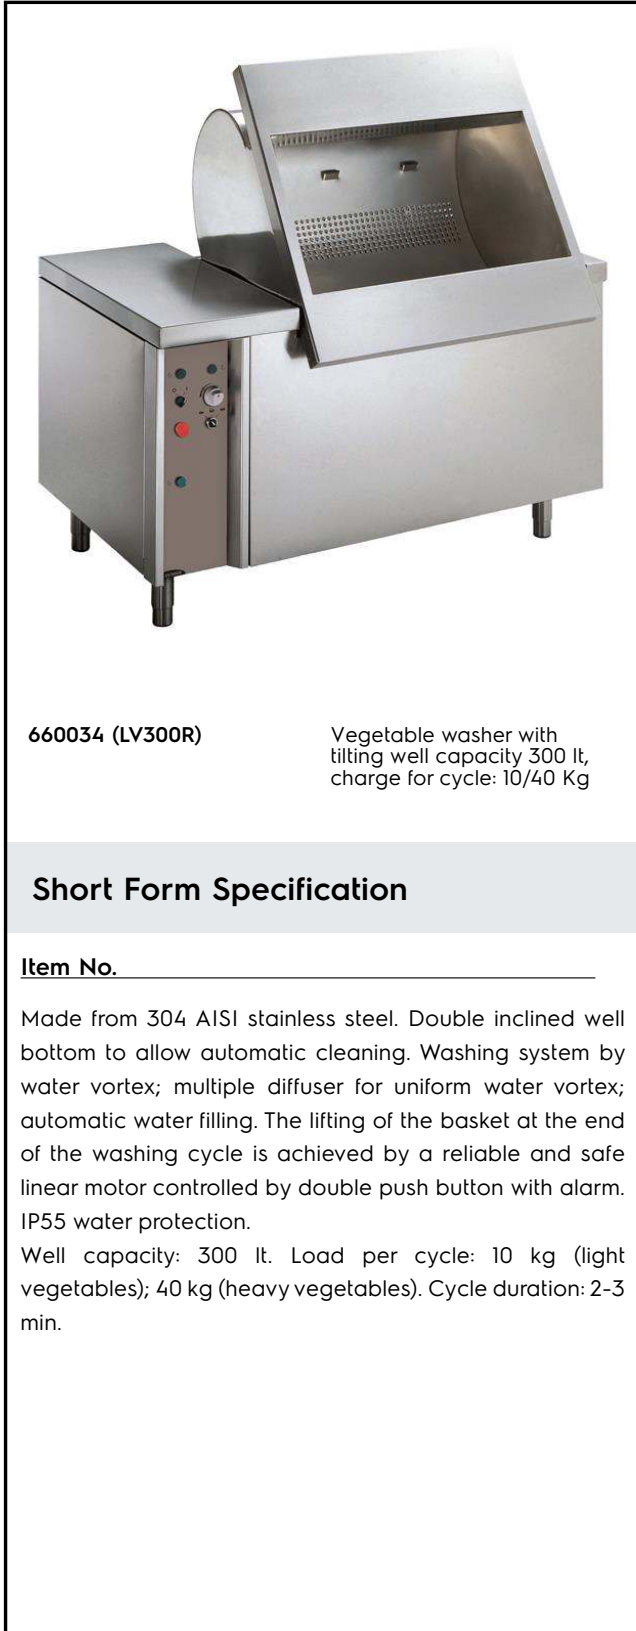 660034 (LV300R)
Vegetable washer with
tilting well capacity 300 lt,
charge for cycle: 10/40 Kg
Short Form Specification
Item No.
Made from 304 AISI stainless steel. Double inclined well
bottom to allow automatic cleaning. Washing system by
water vortex; multiple diffuser for uniform water vortex;
automatic water filling. The lifting of the basket at the end
of the washing cycle is achieved by a reliable and safe
linear motor controlled by double push button with alarm.
IP55 water protection.
Well capacity: 300 lt. Load per cycle: 10 kg (light
vegetables); 40 kg (heavy vegetables). Cycle duration: 2-3
min.